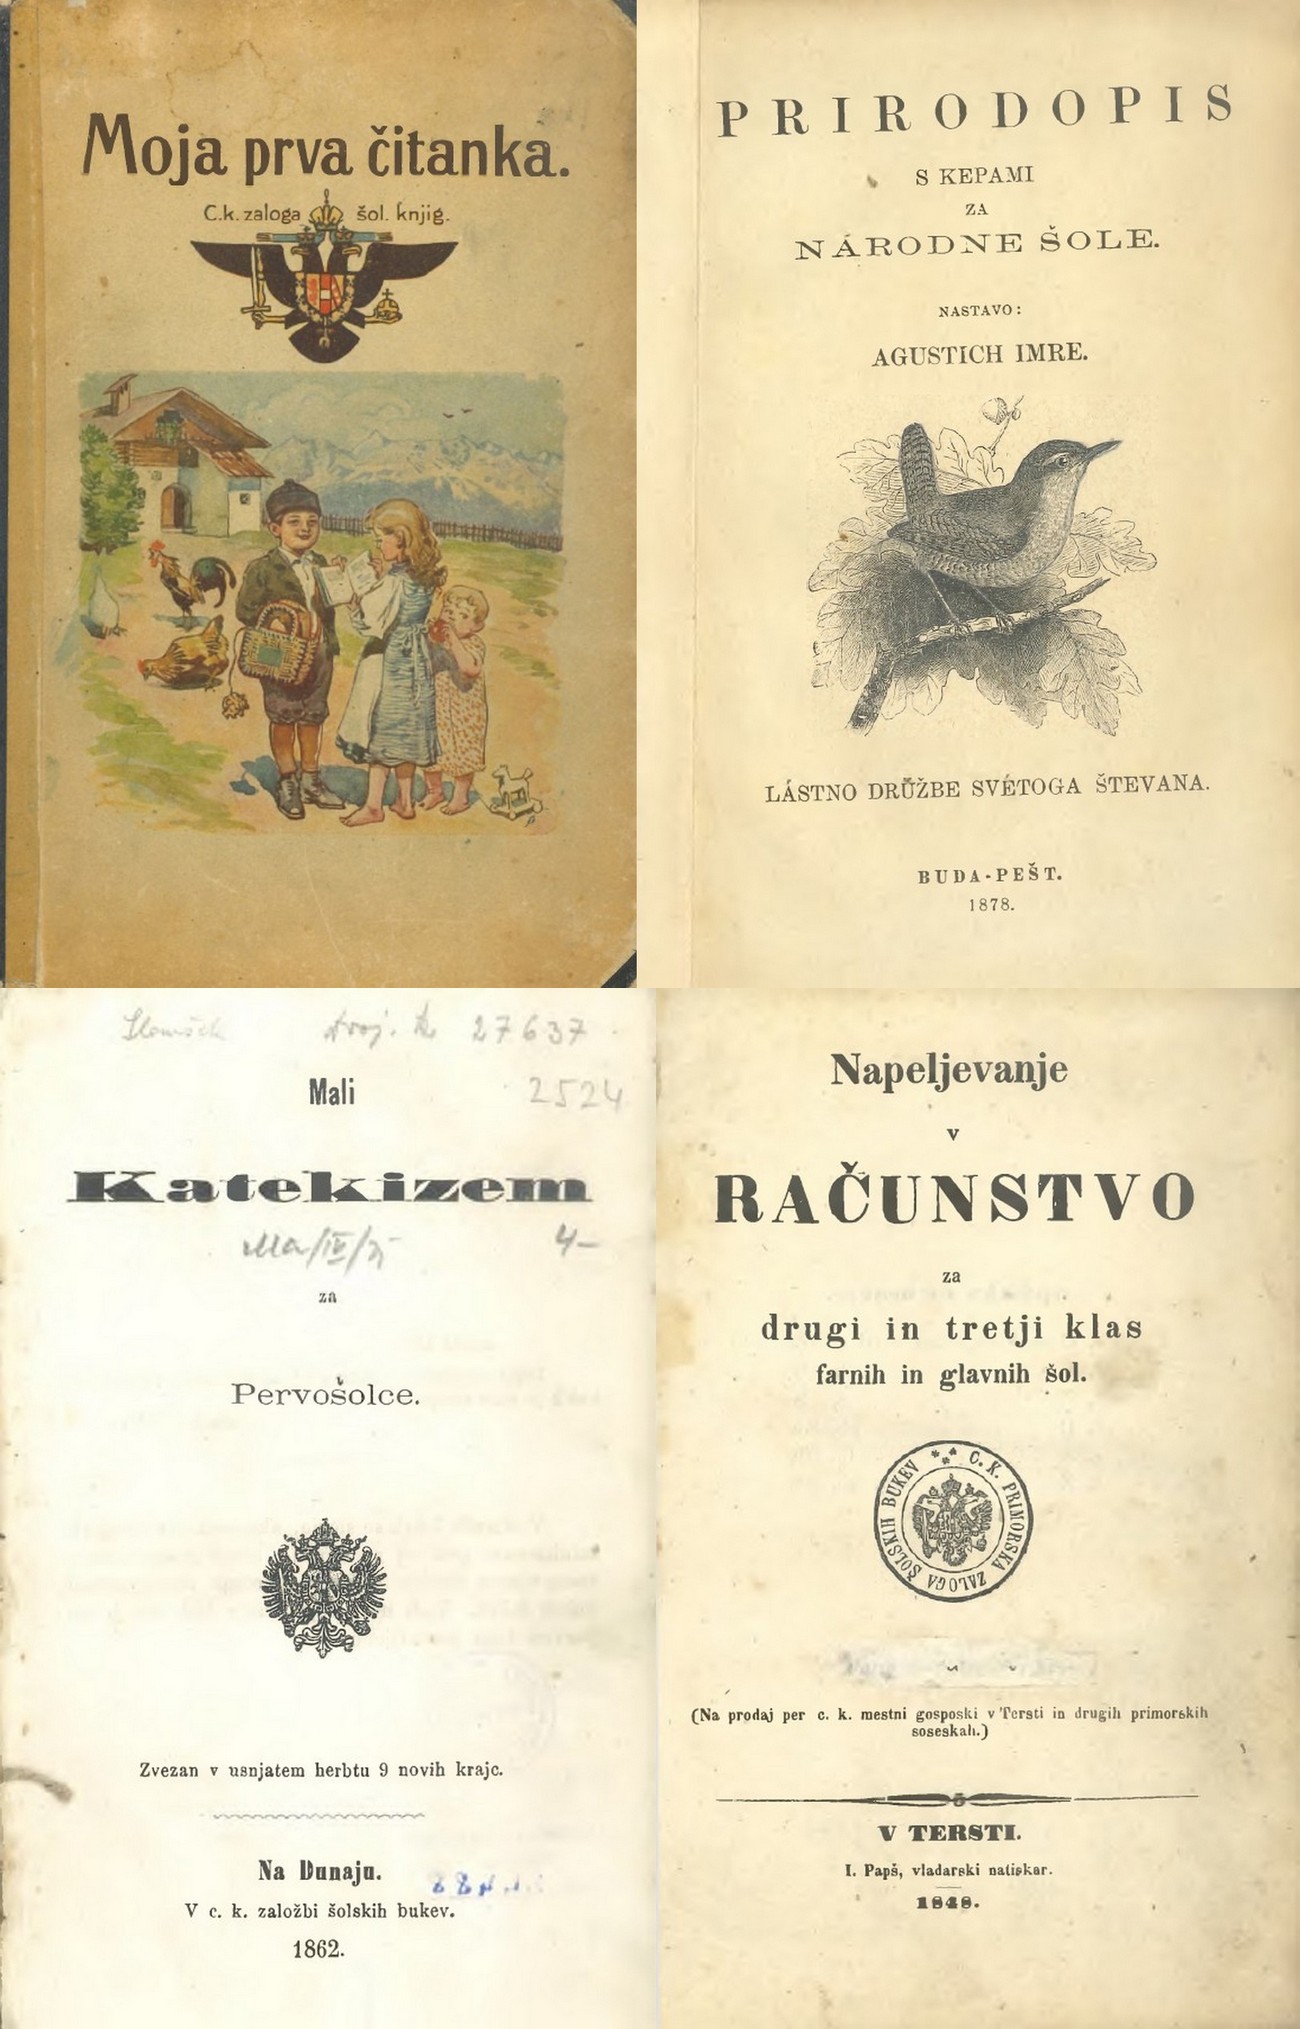 Moja prva čitanka.
C.k. zaloga šol. knjig.
PRIRODOPIS
S KEPAMI
ZA
NÁRODNE ŠOLE.
NASTAVO:
AGUSTICH IMRE.
LÁSTNO DRŰŽBE SVÉTOGA ŠTEVANA.
BUDA-PEŠT.
1878.
27637
Mali
2524
Katekizem
4-
za
Pervošolce.
Zvezan v usnjatem herbtu 9 novih krajc.
Na Dunaju.
V c. k. založbi šolskih bukev.
1862.
Napeljevanje
v
RAČUNSTVO
za
drugi in tretji klas
farnih in glavnih šol.
C. K. PRIMORSKA ZALOGA ŠOLSKIH BUKEV
(Na prodaj per c. k. mestni gosposki v Tersti in drugih primorskih
soseskah.)
V TERSTI.
I. Papš, vladarski natiskar.
1848.